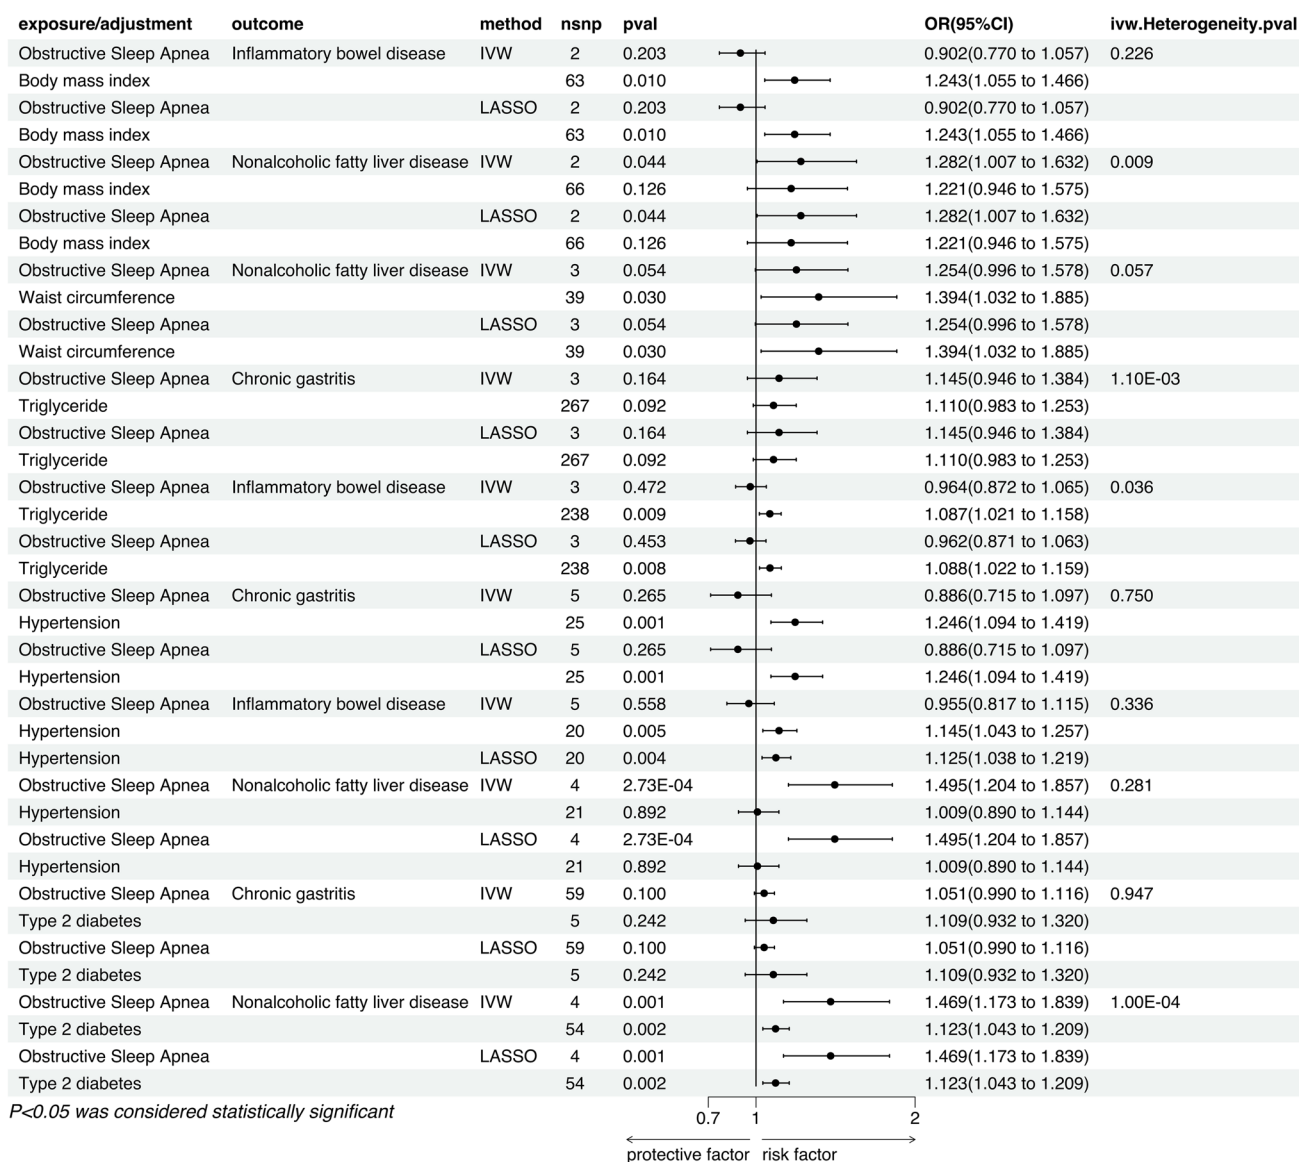 exposure/adjustment outcome method nsnp pval OR(95%CI) ivw.Heterogeneity.pval
Obstructive Sleep Apnea Inflammatory bowel disease IVW 2 0.203 0.902(0.770 to 1.057) 0.226
Body mass index 63 0.010 1.243(1.055 to 1.466)
Obstructive Sleep Apnea LASSO 2 0.203 0.902(0.770 to 1.057)
Body mass index 63 0.010 1.243(1.055 to 1.466)
Obstructive Sleep Apnea Nonalcoholic fatty liver disease IVW 2 0.044 1.282(1.007 to 1.632) 0.009
Body mass index 66 0.126 1.221(0.946 to 1.575)
Obstructive Sleep Apnea LASSO 2 0.044 1.282(1.007 to 1.632)
Body mass index 66 0.126 1.221(0.946 to 1.575)
Obstructive Sleep Apnea Nonalcoholic fatty liver disease IVW 3 0.054 1.254(0.996 to 1.578) 0.057
Waist circumference 39 0.030 1.394(1.032 to 1.885)
Obstructive Sleep Apnea LASSO 3 0.054 1.254(0.996 to 1.578)
Waist circumference 39 0.030 1.394(1.032 to 1.885)
Obstructive Sleep Apnea Chronic gastritis IVW 3 0.164 1.145(0.946 to 1.384) 1.10E-03
Triglyceride 267 0.092 1.110(0.983 to 1.253)
Obstructive Sleep Apnea LASSO 3 0.164 1.145(0.946 to 1.384)
Triglyceride 267 0.092 1.110(0.983 to 1.253)
Obstructive Sleep Apnea Inflammatory bowel disease IVW 3 0.472 0.964(0.872 to 1.065) 0.036
Triglyceride 238 0.009 1.087(1.021 to 1.158)
Obstructive Sleep Apnea LASSO 3 0.453 0.962(0.871 to 1.063)
Triglyceride 238 0.008 1.088(1.022 to 1.159)
Obstructive Sleep Apnea Chronic gastritis IVW 5 0.265 0.886(0.715 to 1.097) 0.750
Hypertension 25 0.001 1.246(1.094 to 1.419)
Obstructive Sleep Apnea LASSO 5 0.265 0.886(0.715 to 1.097)
Hypertension 25 0.001 1.246(1.094 to 1.419)
Obstructive Sleep Apnea Inflammatory bowel disease IVW 5 0.558 0.955(0.817 to 1.115) 0.336
Hypertension 20 0.005 1.145(1.043 to 1.257)
Hypertension LASSO 20 0.004 1.125(1.038 to 1.219)
Obstructive Sleep Apnea Nonalcoholic fatty liver disease IVW 4 2.73E-04 1.495(1.204 to 1.857) 0.281
Hypertension 21 0.892 1.009(0.890 to 1.144)
Obstructive Sleep Apnea LASSO 4 2.73E-04 1.495(1.204 to 1.857)
Hypertension 21 0.892 1.009(0.890 to 1.144)
Obstructive Sleep Apnea Chronic gastritis IVW 59 0.100 1.051(0.990 to 1.116) 0.947
Type 2 diabetes 5 0.242 1.109(0.932 to 1.320)
Obstructive Sleep Apnea LASSO 59 0.100 1.051(0.990 to 1.116)
Type 2 diabetes 5 0.242 1.109(0.932 to 1.320)
Obstructive Sleep Apnea Nonalcoholic fatty liver disease IVW 4 0.001 1.469(1.173 to 1.839) 1.00E-04
Type 2 diabetes 54 0.002 1.123(1.043 to 1.209)
Obstructive Sleep Apnea LASSO 4 0.001 1.469(1.173 to 1.839)
Type 2 diabetes 54 0.002 1.123(1.043 to 1.209)
P<0.05 was considered statistically significant
0.7 1 2
protective factor risk factor